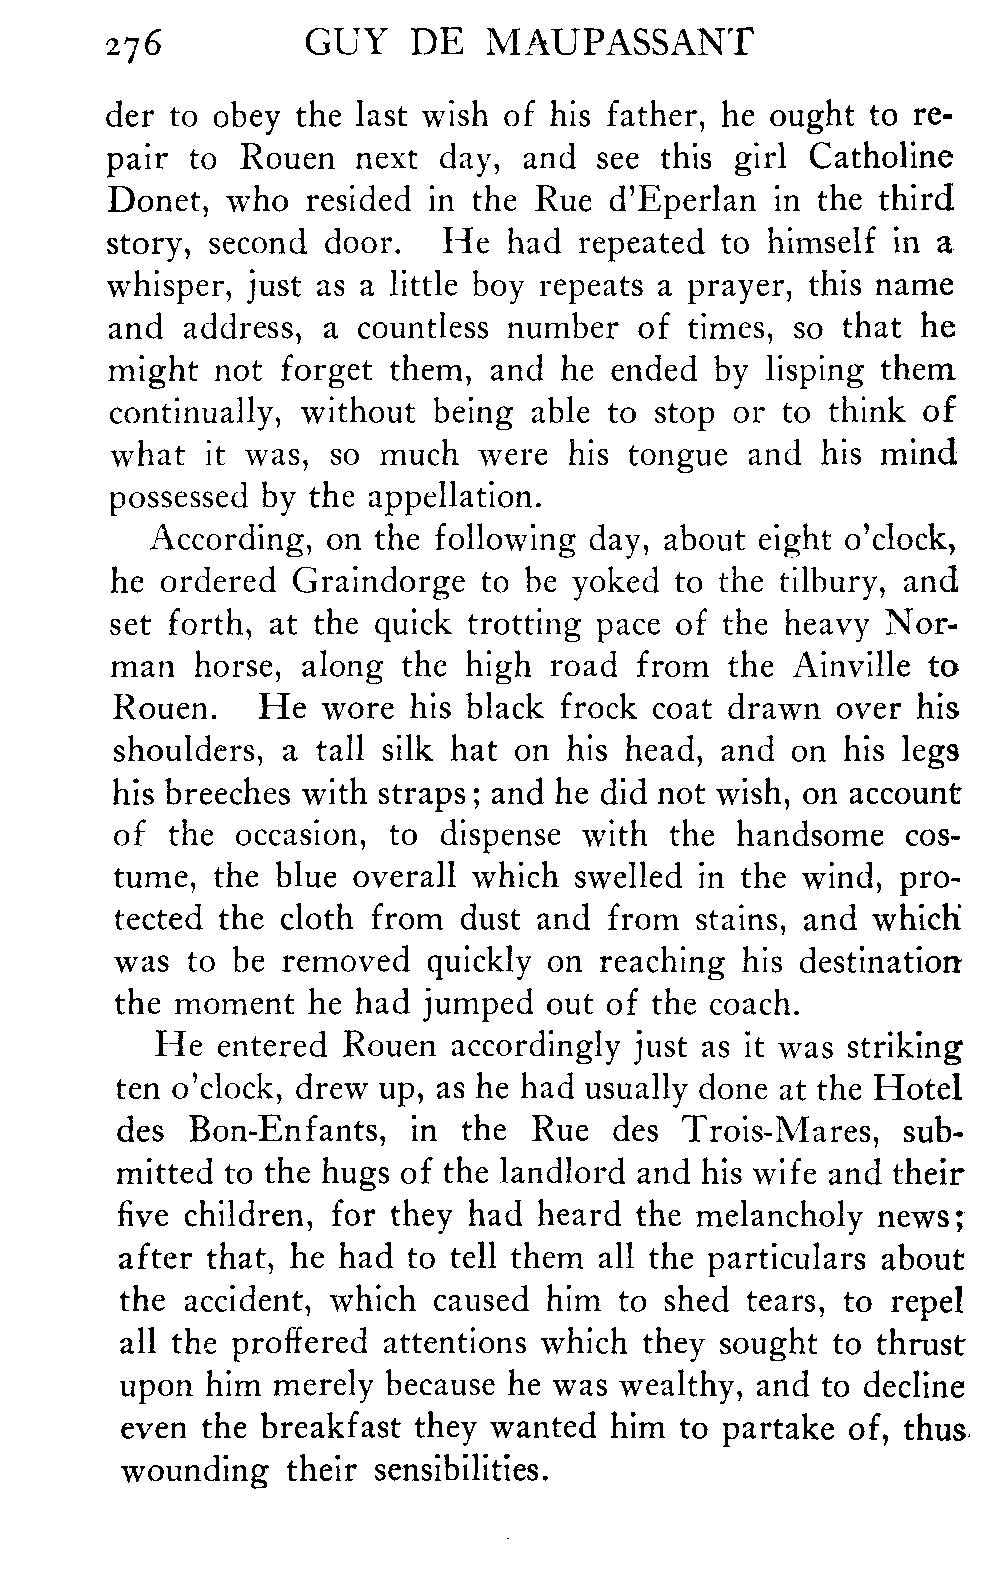 276 GUY DE MAUPASSANT
der to obey the last wish of his father, he ought to re-
pair to Rouen next day, and see this girl Catholine
Donet, who resided in the Rue d'Eperlan in the third
story, second door. He had repeated to himself in a
whisper, just as a little boy repeats a prayer, this name
and address, a countless number of times, so that he
might not forget them, and he ended by lisping them
continually, without being able to stop or to think of
what it was, so much were his tongue and his mind
possessed by the appellation.
According, on the following day, about eight o'clock,
he ordered Graindorge to be yoked to the tilbury, and
set forth, at the quick trotting pace of the heavy Nor-
man horse, along the high road from the Ainville to
Rouen. He wore his black frock coat drawn over his
shoulders, a tall silk hat on his head, and on his legs
his breeches with straps; and he did not wish, on account
of the occasion, to dispense with the handsome cos-
tume, the blue overall which swelled in the wind, pro-
tected the cloth from dust and from stains, and which
was to be removed quickly on reaching his destination
the moment he had jumped out of the coach.
He entered Rouen accordingly just as it was striking
ten o'clock, drew up, as he had usually done at the Hotel
des Bon-Enfants, in the Rue des Trois-Mares, sub-
mitted to the hugs of the landlord and his wife and their
five children, for they had heard the melancholy news;
after that, he had to tell them all the particulars about
the accident, which caused him to shed tears, to repel
all the proffered attentions which they sought to thrust
upon him merely because he was wealthy, and to decline
even the breakfast they wanted him to partake of, thus
wounding their sensibilities.